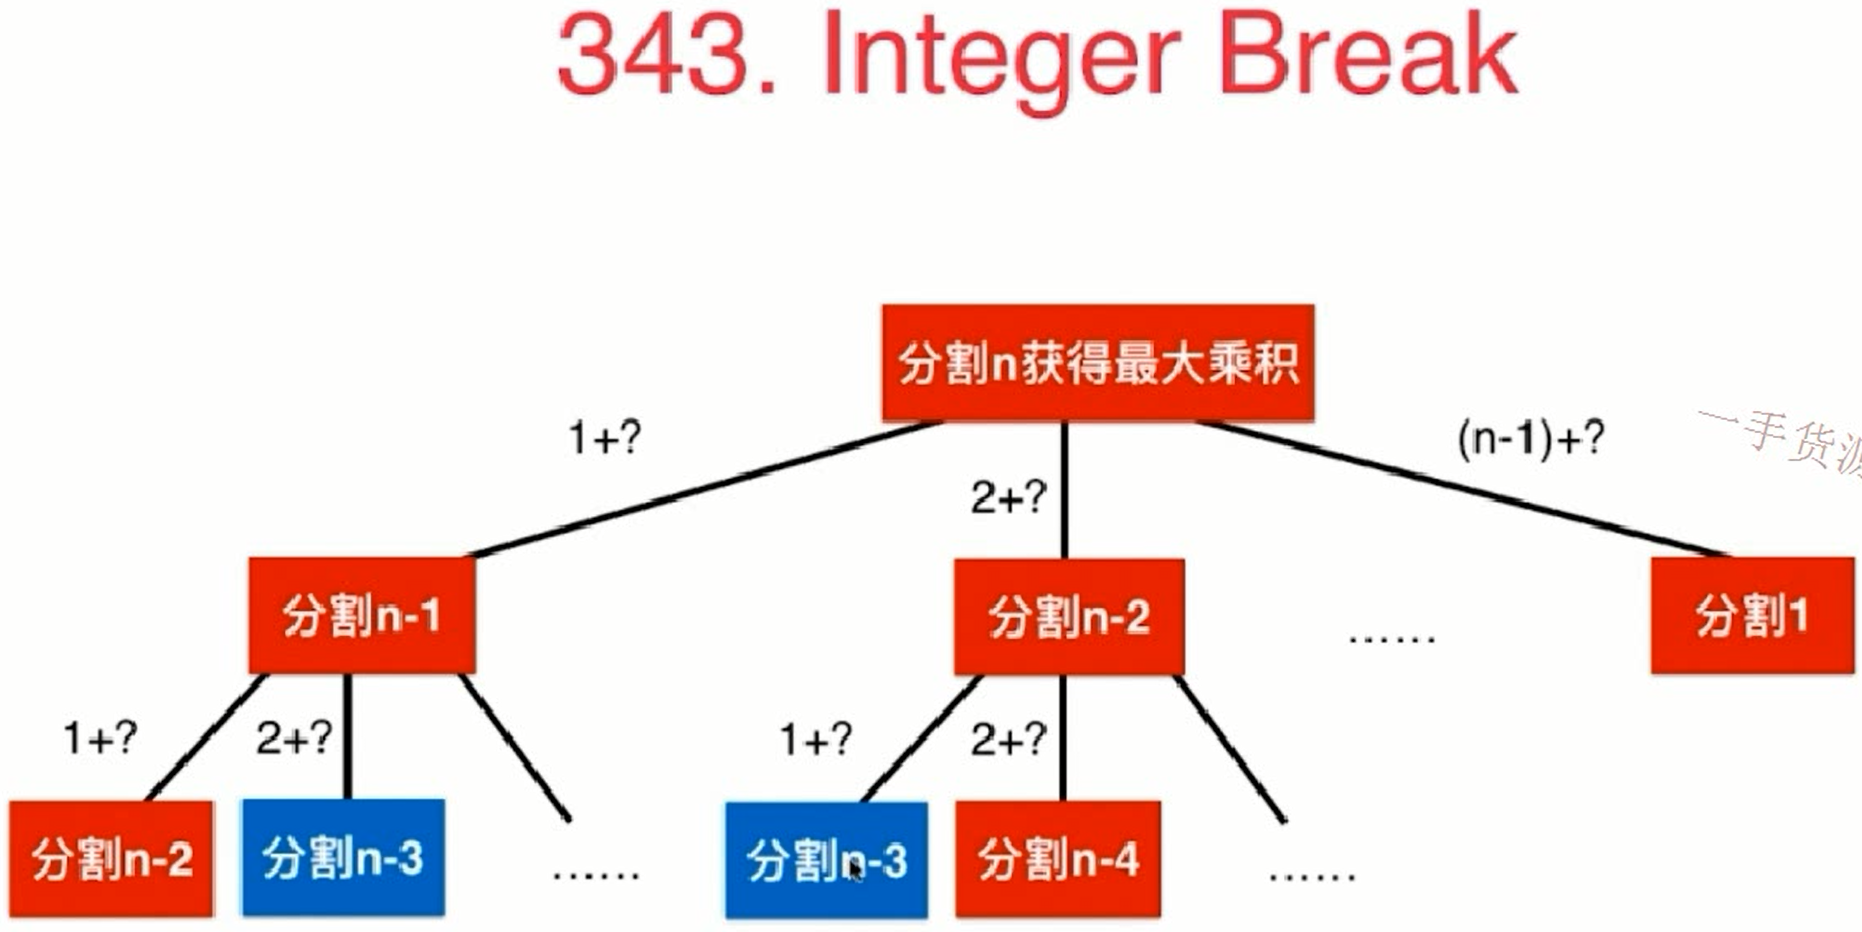 343. Integer Break
分割n获得最大乘积
1+?
2+?
(n-1)+?
一手货源
分割n-1
分割n-2
......
分割1
1+?
2+?
1+?
2+?
分割n-2
分割n-3
......
分割n-3
分割n-4
......